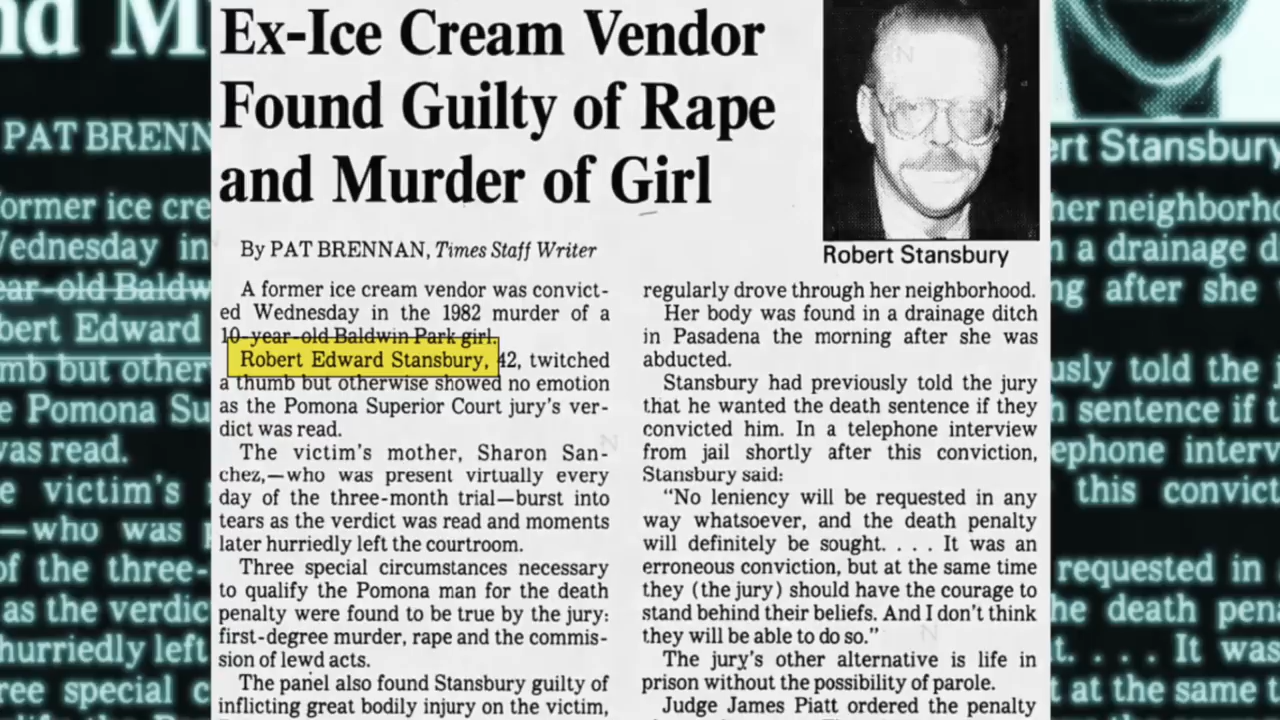 Ex-Ice Cream Vendor
Found Guilty of Rape
and Murder of Girl
By PAT BRENNAN, Times Staff Writer
A former ice cream vendor was convict-
ed Wednesday in the 1982 murder of a
10-year-old Baldwin Park girl.
Robert Edward Stansbury, 42, twitched
a thumb but otherwise showed no emotion
as the Pomona Superior Court jury's ver-
dict was read.
The victim's mother, Sharon San-
chez,—who was present virtually every
day of the three-month trial—burst into
tears as the verdict was read and moments
later hurriedly left the courtroom.
Three special circumstances necessary
to qualify the Pomona man for the death
penalty were found to be true by the jury:
first-degree murder, rape and the commis-
sion of lewd acts.
The panel also found Stansbury guilty of
inflicting great bodily injury on the victim,
Robert Stansbury
regularly drove through her neighborhood.
Her body was found in a drainage ditch
in Pasadena the morning after she was
abducted.
Stansbury had previously told the jury
that he wanted the death sentence if they
convicted him. In a telephone interview
from jail shortly after this conviction,
Stansbury said:
"No leniency will be requested in any
way whatsoever, and the death penalty
will definitely be sought. . . . It was an
erroneous conviction, but at the same time
they (the jury) should have the courage to
stand behind their beliefs. And I don't think
they will be able to do so."
The jury's other alternative is life in
prison without the possibility of parole.
Judge James Piatt ordered the penalty